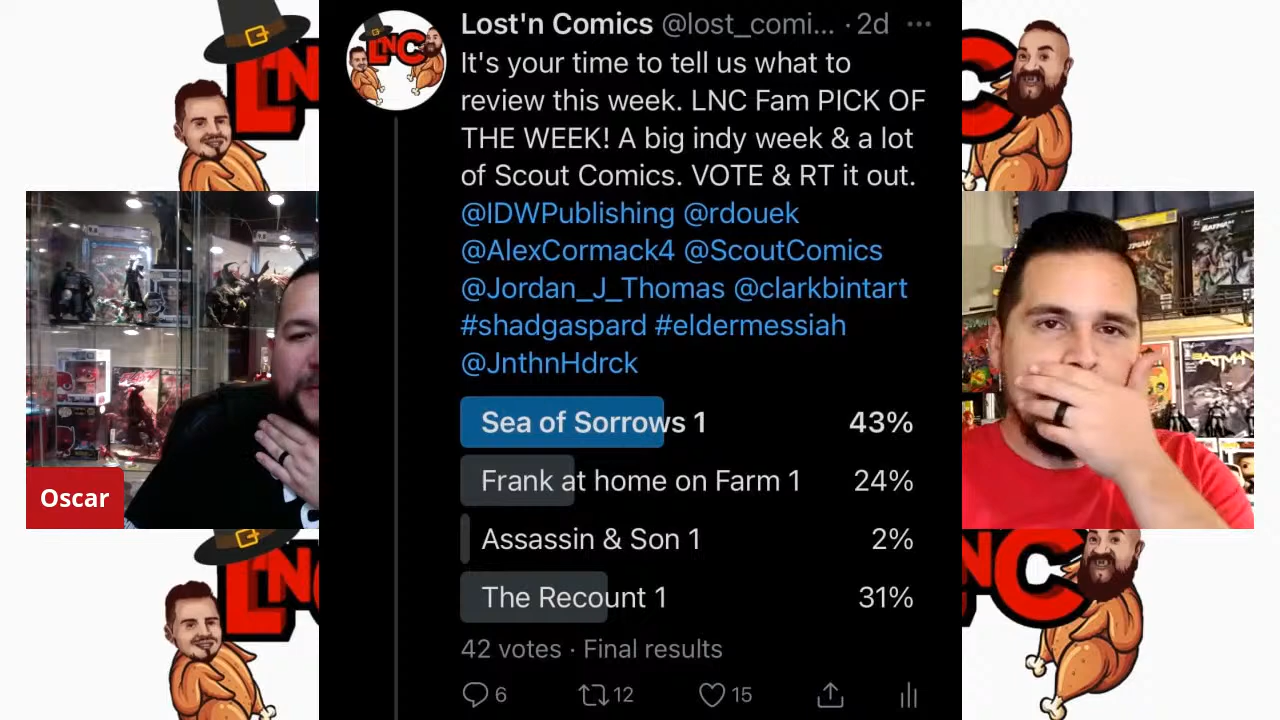 Lost'n Comics @lost_comi... · 2d ...
It's your time to tell us what to
review this week. LNC Fam PICK OF
THE WEEK! A big indy week & a lot
of Scout Comics. VOTE & RT it out.
@IDWPublishing @rdouek
@AlexCormack4 @ScoutComics
@Jordan_J_Thomas @clarkbintart
#shadgaspard #eldermessiah
@JnthnHdrck
Sea of Sorrows 1 43%
Frank at home on Farm 1 24%
Assassin & Son 1 2%
The Recount 1 31%
42 votes · Final results
6 12 15
Oscar
LNC
BATMAN